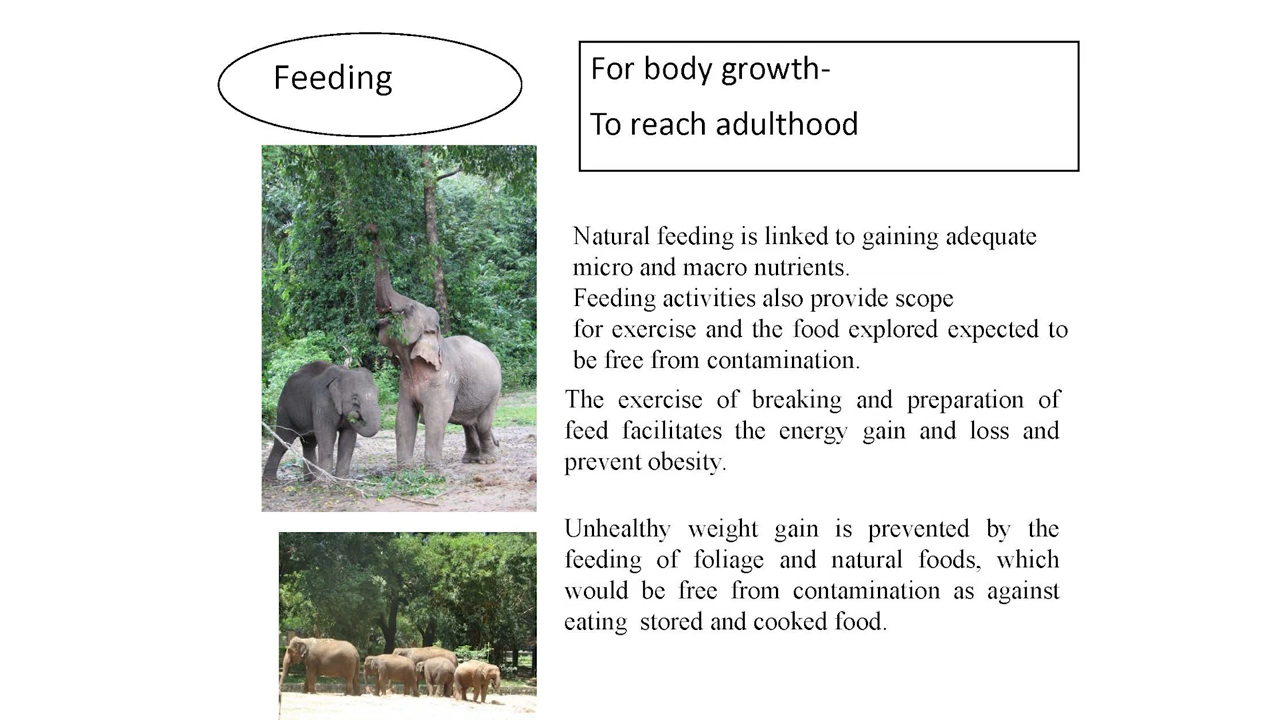 Feeding
For body growth-
To reach adulthood
Natural feeding is linked to gaining adequate
micro and macro nutrients.
Feeding activities also provide scope
for exercise and the food explored expected to
be free from contamination.
The exercise of breaking and preparation of
feed facilitates the energy gain and loss and
prevent obesity.
Unhealthy weight gain is prevented by the
feeding of foliage and natural foods, which
would be free from contamination as against
eating stored and cooked food.